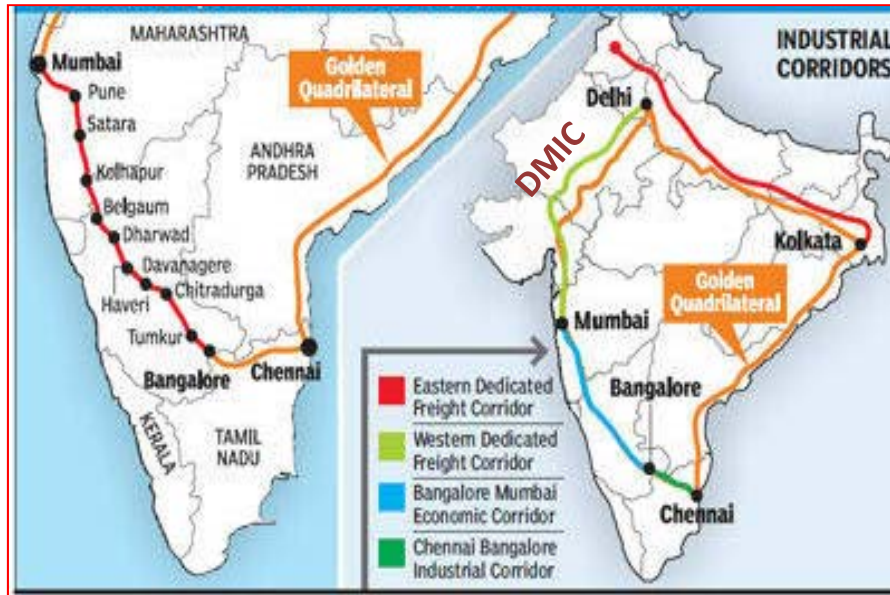 MAHARASHTRA
Mumbai
Pune
Satara
Kolhapur
Belgaum
Dharwad
Davanagere
Haveri
Chitradurga
Tumkur
Bangalore
Chennai
KERALA
TAMIL
NADU
Golden
Quadrilateral
ANDHRA
PRADESH
INDUSTRIAL
CORRIDORS
Delhi
DMIC
Kolkata
Golden
Quadrilateral
Mumbai
Bangalore
Chennai
Eastern Dedicated
Freight Corridor
Western Dedicated
Freight Corridor
Bangalore Mumbai
Economic Corridor
Chennai Bangalore
Industrial Corridor